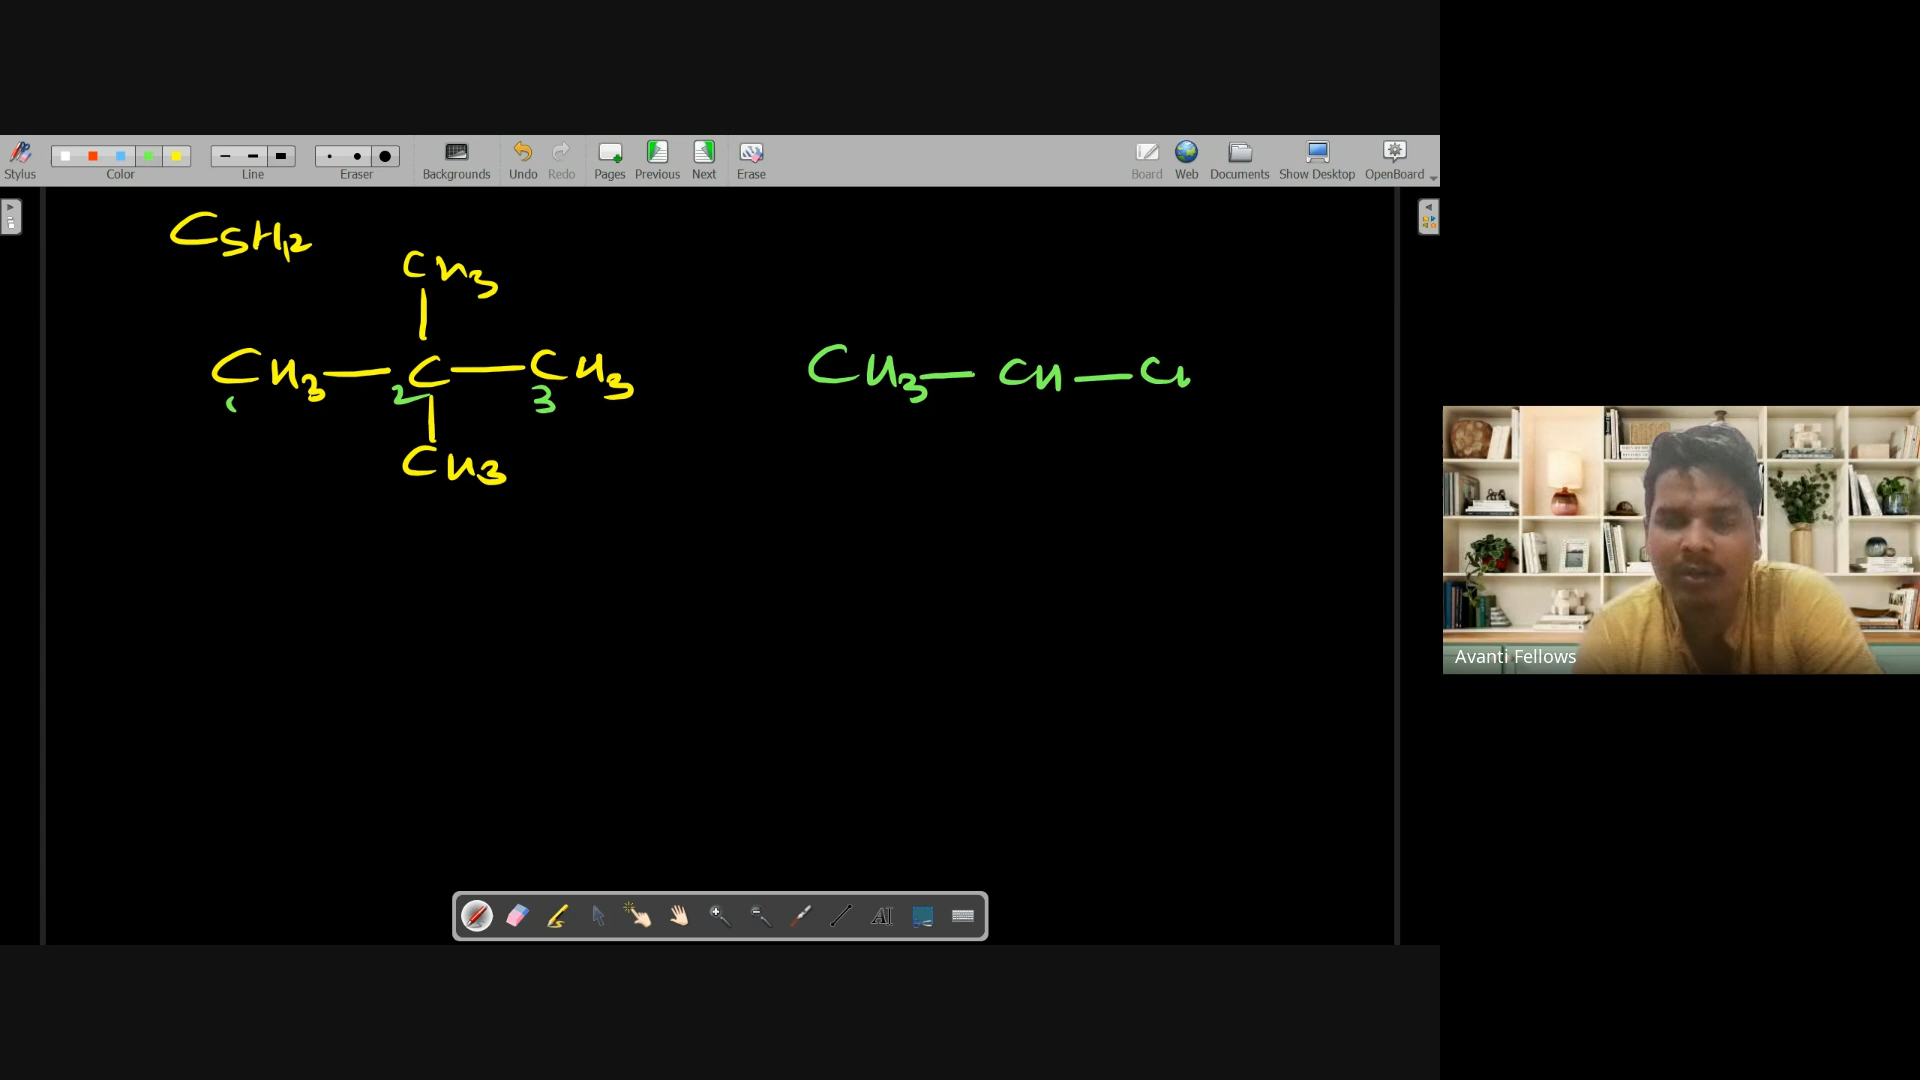 Stylus Color Line Eraser Backgrounds Undo Redo Pages Previous Next Erase Board Web Documents Show Desktop OpenBoard
C5H12
CH3
CH3—C—CH3
1 2 3
CH3
CH3—CH—C
AI
Avanti Fellows